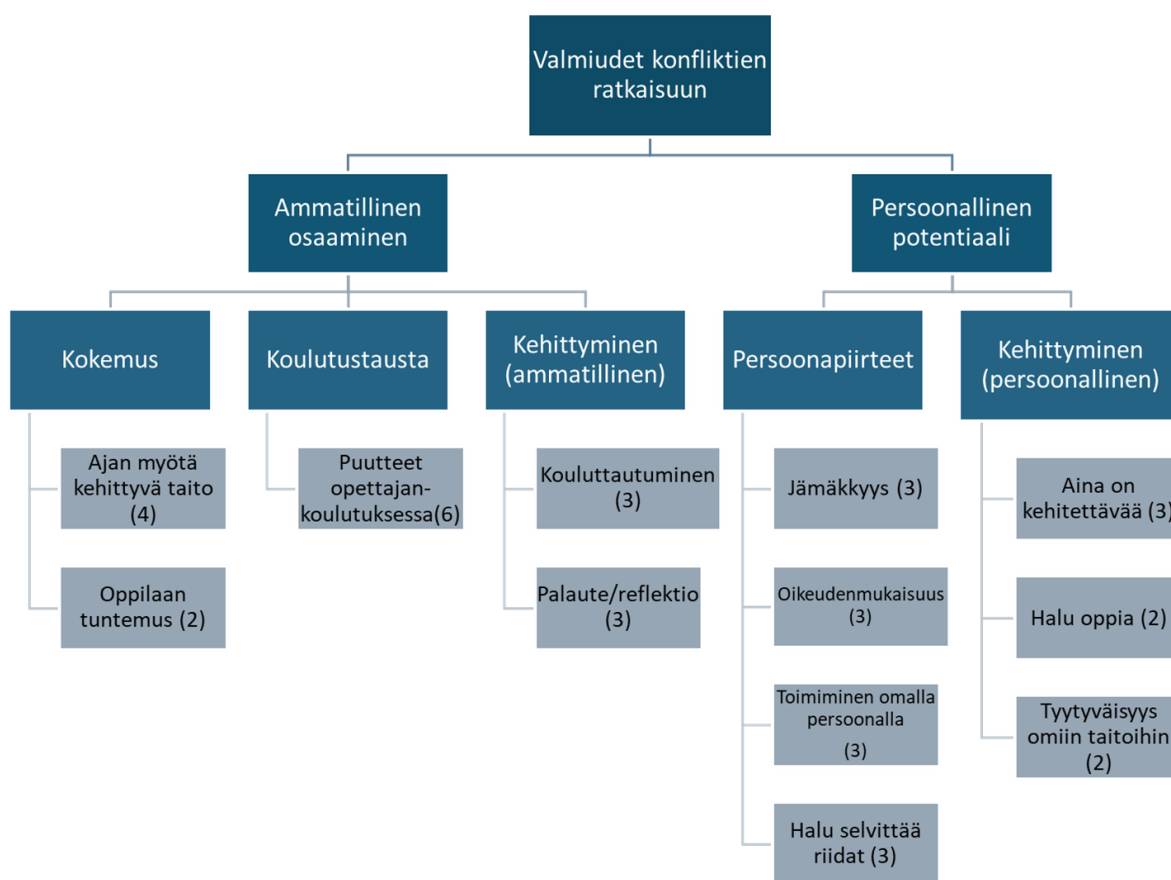 Valmiudet konfliktien
ratkaisuun
Ammatillinen
osaaminen
Persoonallinen
potentiaali
Kokemus
Koulutustausta
Kehittyminen
(ammatillinen)
Persoonapiirteet
Kehittyminen
(persoonallinen)
Ajan myötä
kehittyvä taito
(4)
Oppilaan
tuntemus (2)
Puutteet
opettajan-
koulutuksessa(6)
Kouluttautuminen
(3)
Palaute/reflektio
(3)
Jämäkkyys (3)
Oikeudenmukaisuus
(3)
Toimiminen omalla
persoonalla
(3)
Halu selvittää
riidat (3)
Aina on
kehitettävää (3)
Halu oppia (2)
Tyytyväisyys
omiin taitoihin
(2)